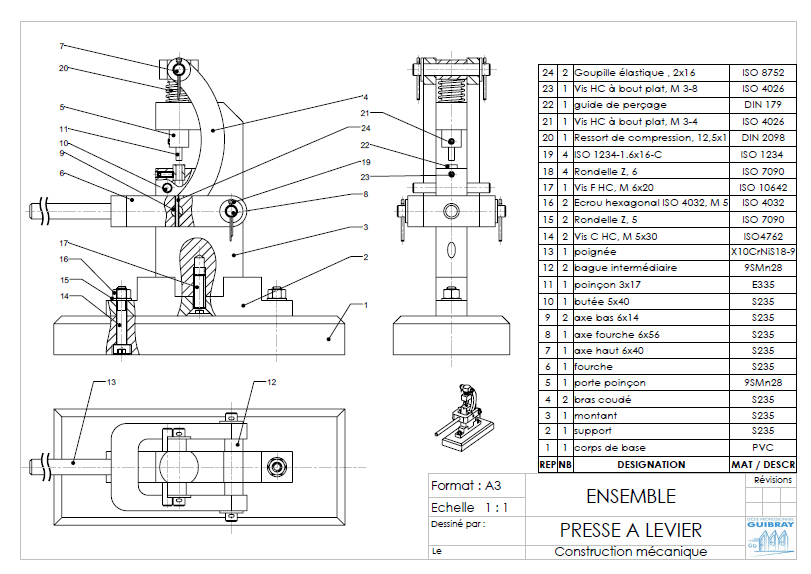 7
20
5
11
10
9
6
17
16
15
14
4
24
19
8
3
2
1
21
22
23
13
12
24 2 Goupille élastique , 2x16 ISO 8752
23 1 Vis HC à bout plat, M 3-8 ISO 4026
22 1 guide de perçage DIN 179
21 1 Vis HC à bout plat, M 3-4 ISO 4026
20 1 Ressort de compression, 12,5x1 DIN 2098
19 4 ISO 1234-1.6x16-C ISO 1234
18 4 Rondelle Z, 6 ISO 7090
17 1 Vis F HC, M 6x20 ISO 10642
16 2 Ecrou hexagonal ISO 4032, M 5 ISO 4032
15 2 Rondelle Z, 5 ISO 7090
14 2 Vis C HC, M 5x30 ISO4762
13 1 poignée X10CrNiS18-9
12 2 bague intermédiaire 9SMn28
11 1 poinçon 3x17 E335
10 1 butée 5x40 S235
9 2 axe bas 6x14 S235
8 1 axe fourche 6x56 S235
7 1 axe haut 6x40 S235
6 1 fourche S235
5 1 porte poinçon 9SMn28
4 2 bras coudé S235
3 1 montant S235
2 1 support S235
1 1 corps de base PVC
REP NB DESIGNATION MAT / DESCR
Format : A3
Echelle 1 : 1
Dessiné par :
Le
ENSEMBLE
PRESSE A LEVIER
Construction mécanique
Révisions
LYCÉE PROFESSIONNEL
GUIBRAY